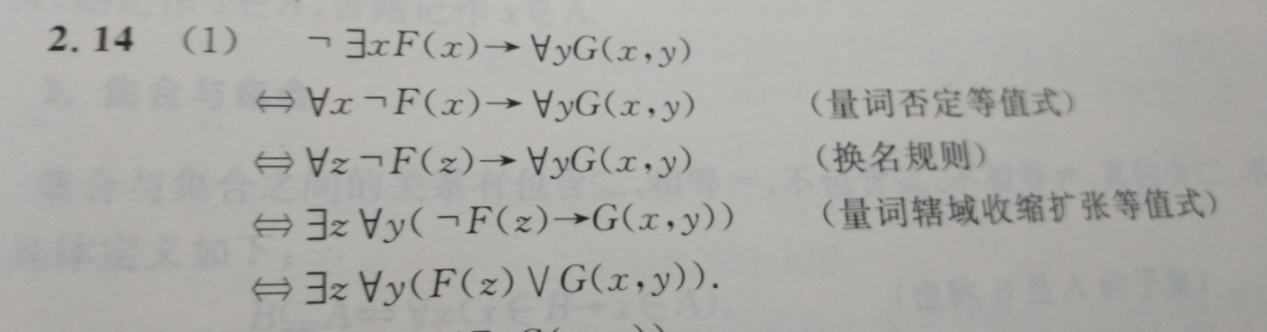 2.14 (1) ¬∃xF(x)→∀yG(x,y)
⇔∀x¬F(x)→∀yG(x,y) (量词否定等值式)
⇔∀z¬F(z)→∀yG(x,y) (换名规则)
⇔∃z∀y(¬F(z)→G(x,y)) (量词辖域收缩扩张等值式)
⇔∃z∀y(F(z)∨G(x,y)).